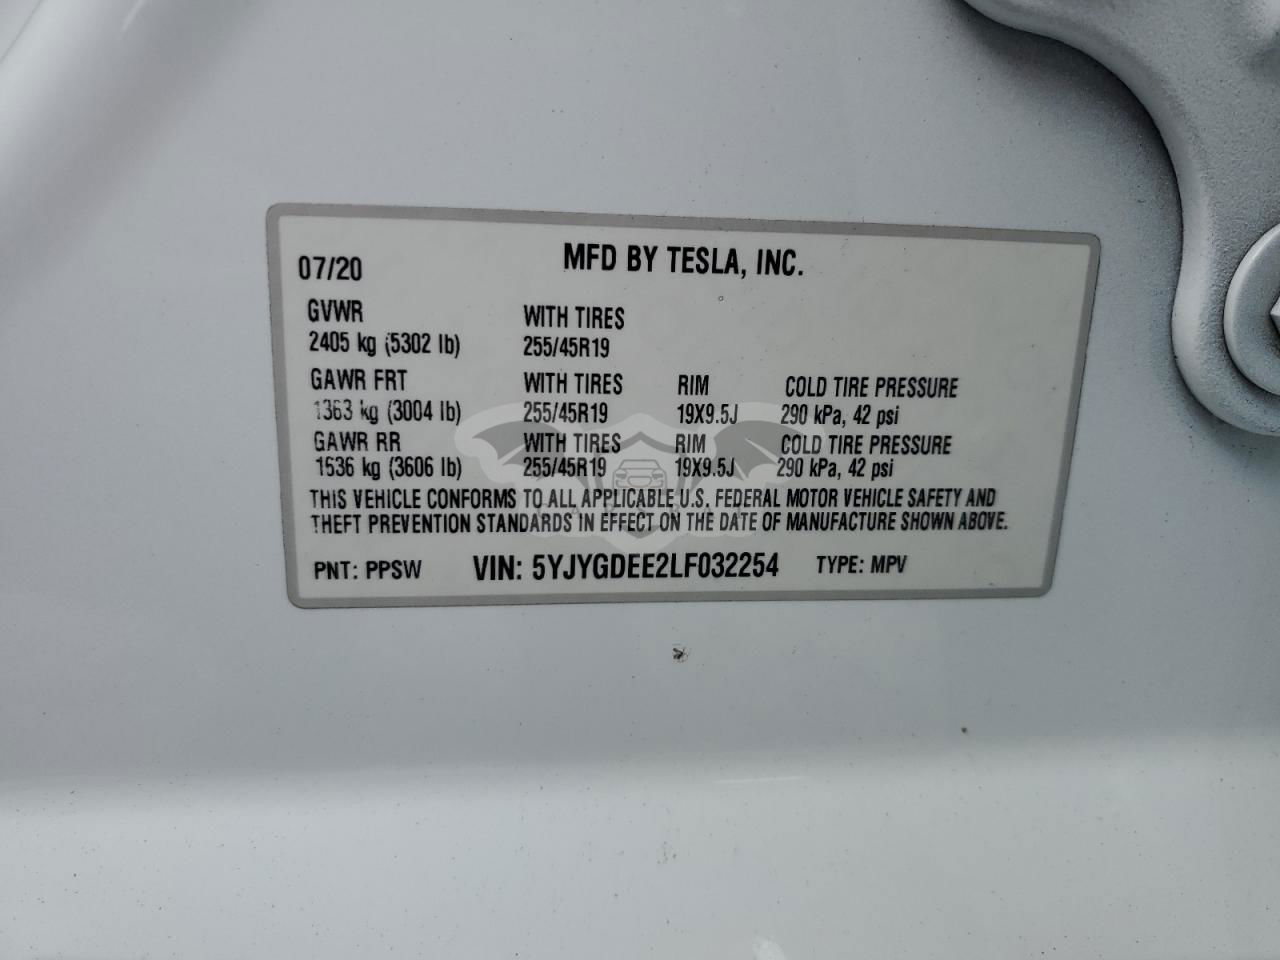 07/20 MFD BY TESLA, INC.
GVWR WITH TIRES
2405 kg (5302 lb) 255/45R19
GAWR FRT WITH TIRES RIM COLD TIRE PRESSURE
1363 kg (3004 lb) 255/45R19 19X9.5J 290 kPa, 42 psi
GAWR RR WITH TIRES RIM COLD TIRE PRESSURE
1536 kg (3606 lb) 255/45R19 19X9.5J 290 kPa, 42 psi
THIS VEHICLE CONFORMS TO ALL APPLICABLE U.S. FEDERAL MOTOR VEHICLE SAFETY AND
THEFT PREVENTION STANDARDS IN EFFECT ON THE DATE OF MANUFACTURE SHOWN ABOVE.
PNT: PPSW VIN: 5YJYGDEE2LF032254 TYPE: MPV